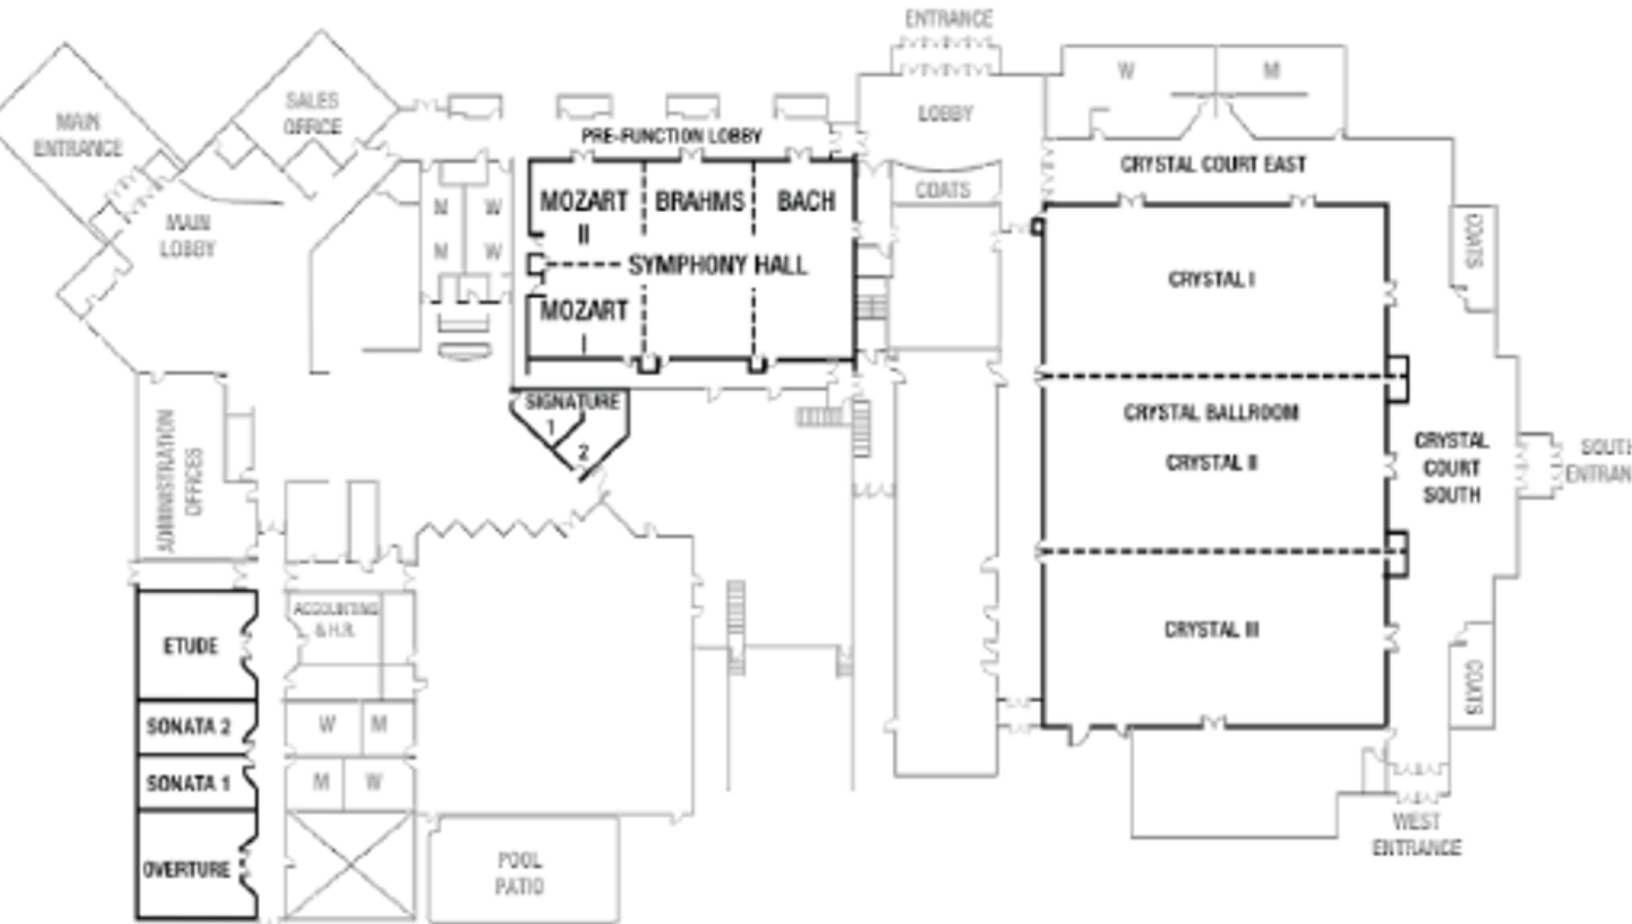 ENTRANCE
MAIN
ENTRANCE
SALES
OFFICE
PRE-FUNCTION LOBBY
LOBBY
W
M
MAIN
LOBBY
M
W
M
W
MOZART
II
BRAHMS
BACH
SYMPHONY HALL
MOZART
I
COATS
CRYSTAL COURT EAST
COATS
CRYSTAL I
SIGNATURE
1
2
CRYSTAL BALLROOM
CRYSTAL II
CRYSTAL
COURT
SOUTH
SOUTH
ENTRAN
ADMINISTRATION
OFFICES
ETUDE
ACCOUNTING
& H.R.
CRYSTAL III
COATS
SONATA 2
W
M
SONATA 1
M
W
OVERTURE
POOL
PATIO
WEST
ENTRANCE